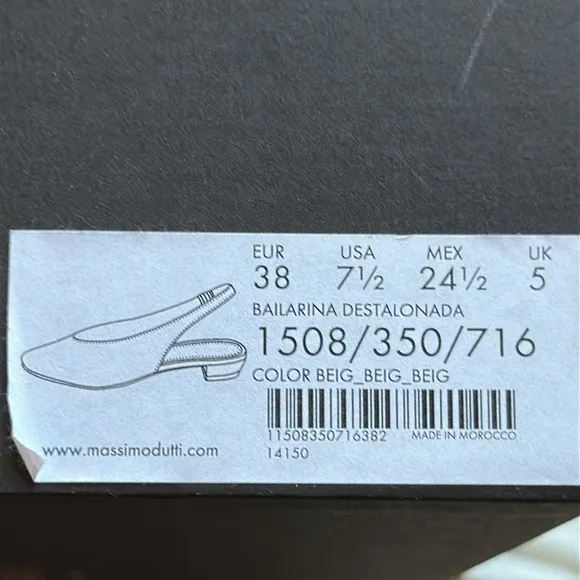 EUR USA MEX UK
38 7½ 24½ 5
BAILARINA DESTALONADA
1508/350/716
COLOR BEIG_BEIG_BEIG
11508350716382 MADE IN MOROCCO
www.massimodutti.com 14150